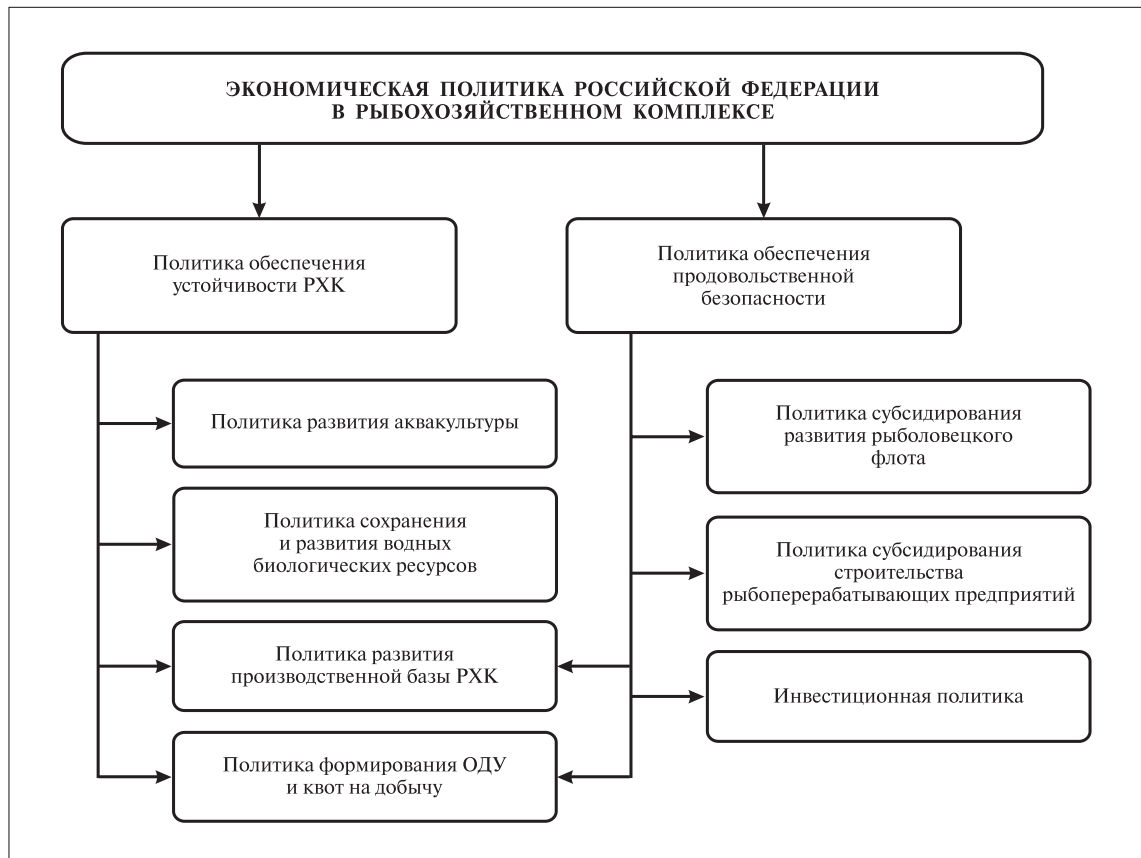 ЭКОНОМИЧЕСКАЯ ПОЛИТИКА РОССИЙСКОЙ ФЕДЕРАЦИИ
В РЫБОХОЗЯЙСТВЕННОМ КОМПЛЕКСЕ
Политика обеспечения
устойчивости РХК
Политика обеспечения
продовольственной
безопасности
Политика развития аквакультуры
Политика сохранения
и развития водных
биологических ресурсов
Политика развития
производственной базы РХК
Политика формирования ОДУ
и квот на добычу
Политика субсидирования
развития рыболовецкого
флота
Политика субсидирования
строительства
рыбоперерабатывающих предприятий
Инвестиционная политика